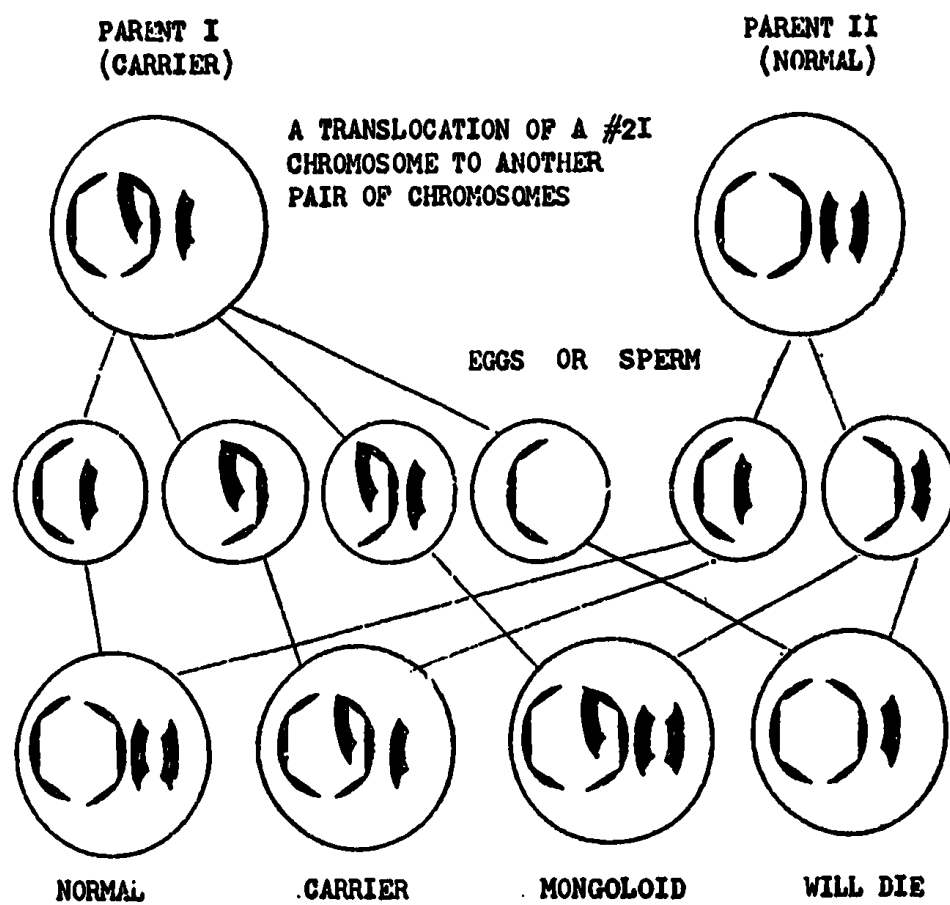 PARENT I
(CARRIER)
PARENT II
(NORMAL)
A TRANSLOCATION OF A #2I
CHROMOSOME TO ANOTHER
PAIR OF CHROMOSOMES
EGGS OR SPERM
NORMAL
CARRIER
MONGOLOID
WILL DIE